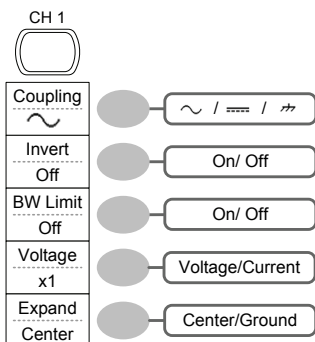 CH 1
Coupling
∿ / ⎓ / ⏚
Invert
Off
On/ Off
BW Limit
Off
On/ Off
Voltage
x1
Voltage/Current
Expand
Center
Center/Ground